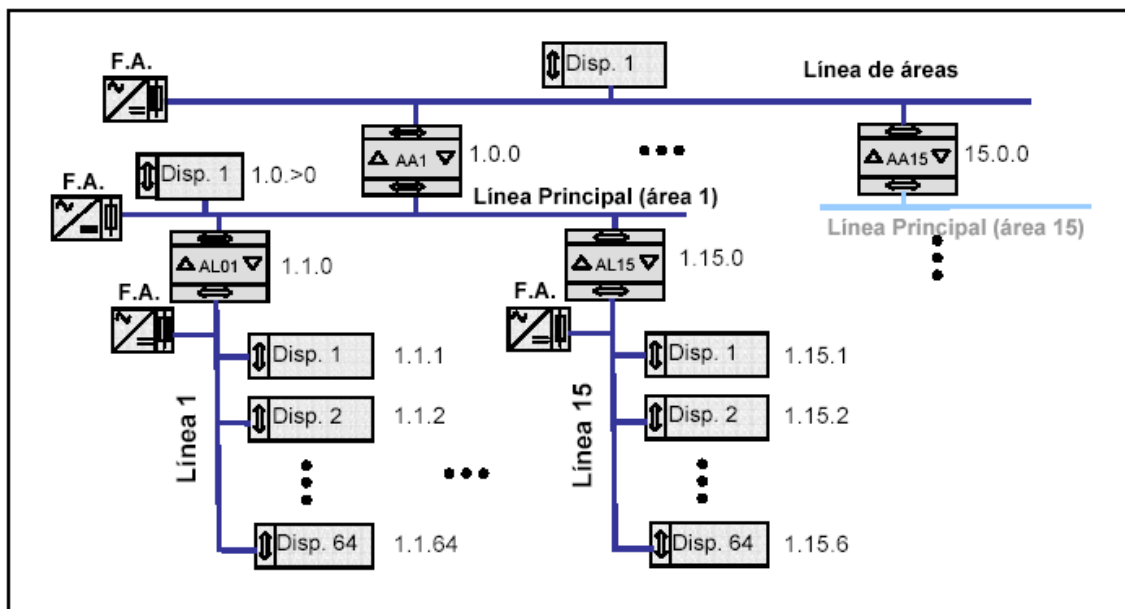 F.A.
Disp. 1
Línea de áreas
AA1
1.0.0
AA15
15.0.0
F.A.
Disp. 1
1.0.>0
Línea Principal (área 1)
Línea Principal (área 15)
AL01
1.1.0
AL15
1.15.0
F.A.
F.A.
Disp. 1
1.1.1
Disp. 1
1.15.1
Línea 1
Disp. 2
1.1.2
Línea 15
Disp. 2
1.15.2
Disp. 64
1.1.64
Disp. 64
1.15.6